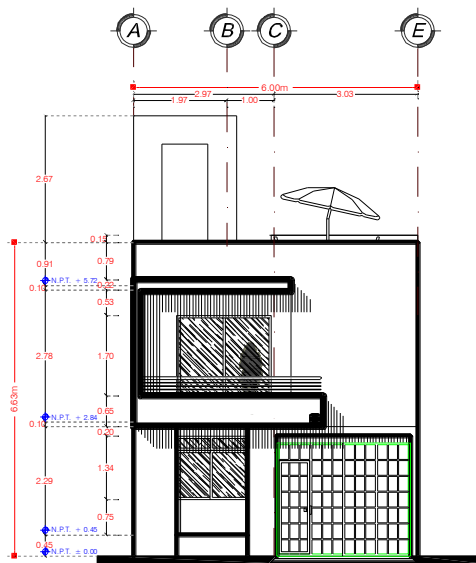 A B C E
6.00m
2.97 3.03
1.97 1.00
2.67
0.15
0.91 0.79
N.P.T. + 5.72
0.10 0.32
0.53
2.78 1.70
6.63m
0.65
N.P.T. + 2.84
0.10 0.20
2.29 1.34
0.75
N.P.T. + 0.45
0.45
N.P.T. ± 0.00